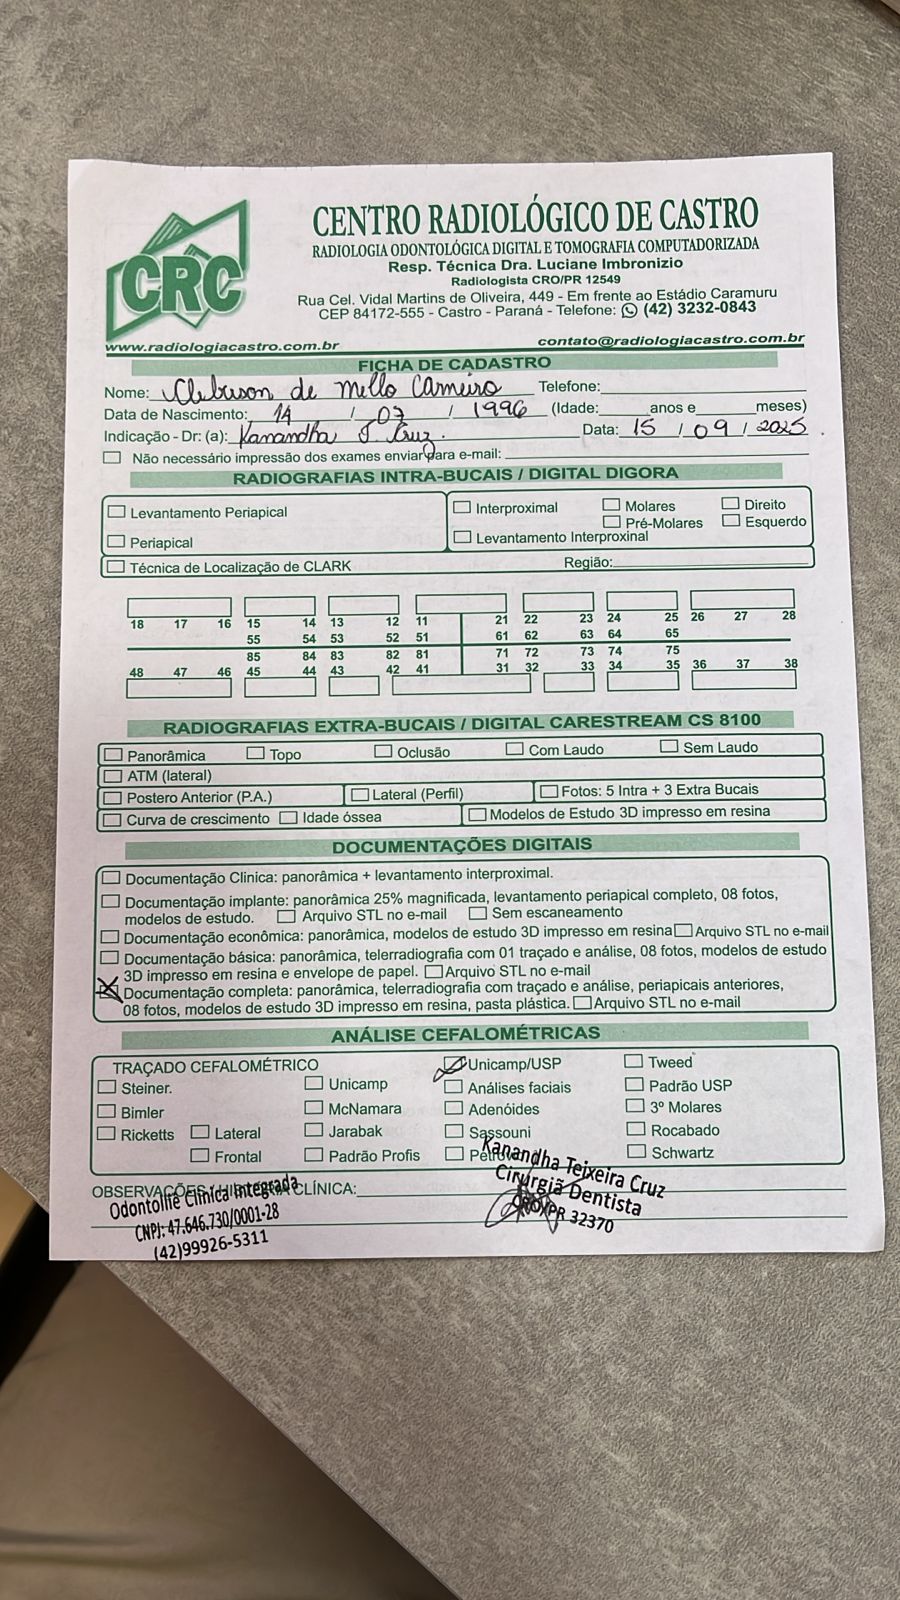 CRC
CENTRO RADIOLÓGICO DE CASTRO
RADIOLOGIA ODONTOLÓGICA DIGITAL E TOMOGRAFIA COMPUTADORIZADA
Resp. Técnica Dra. Luciane Imbronizio
Radiologista CRO/PR 12549
Rua Cel. Vidal Martins de Oliveira, 449 - Em frente ao Estádio Caramuru
CEP 84172-555 - Castro - Paraná - Telefone: (42) 3232-0843
www.radiologiacastro.com.br contato@radiologiacastro.com.br
FICHA DE CADASTRO
Nome: Clebuson de Mello Carneiro Telefone:
Data de Nascimento: 14 / 07 / 1996 (Idade: anos e meses)
Indicação - Dr: (a): Kanandha T Cruz. Data: 15 / 09 / 2025.
Não necessário impressão dos exames enviar para e-mail:
RADIOGRAFIAS INTRA-BUCAIS / DIGITAL DIGORA
Levantamento Periapical Interproximal Molares Direito
Pré-Molares Esquerdo
Periapical Levantamento Interproxinal
Técnica de Localização de CLARK Região:
18 17 16 15 14 13 12 11 21 22 23 24 25 26 27 28
55 54 53 52 51 61 62 63 64 65
85 84 83 82 81 71 72 73 74 75
48 47 46 45 44 43 42 41 31 32 33 34 35 36 37 38
RADIOGRAFIAS EXTRA-BUCAIS / DIGITAL CARESTREAM CS 8100
Panorâmica Topo Oclusão Com Laudo Sem Laudo
ATM (lateral)
Postero Anterior (P.A.) Lateral (Perfil) Fotos: 5 Intra + 3 Extra Bucais
Curva de crescimento Idade óssea Modelos de Estudo 3D impresso em resina
DOCUMENTAÇÕES DIGITAIS
Documentação Clinica: panorâmica + levantamento interproximal.
Documentação implante: panorâmica 25% magnificada, levantamento periapical completo, 08 fotos,
modelos de estudo. Arquivo STL no e-mail Sem escaneamento
Documentação econômica: panorâmica, modelos de estudo 3D impresso em resina Arquivo STL no e-mail
Documentação básica: panorâmica, telerradiografia com 01 traçado e análise, 08 fotos, modelos de estudo
3D impresso em resina e envelope de papel. Arquivo STL no e-mail
Documentação completa: panorâmica, telerradiografia com traçado e análise, periapicais anteriores,
08 fotos, modelos de estudo 3D impresso em resina, pasta plástica. Arquivo STL no e-mail
ANÁLISE CEFALOMÉTRICAS
TRAÇADO CEFALOMÉTRICO Unicamp/USP Tweed
Steiner. Unicamp Análises faciais Padrão USP
Bimler McNamara Adenóides 3º Molares
Ricketts Lateral Jarabak Sassouni Rocabado
Frontal Padrão Profis Schwartz
OBSERVAÇÕES CLÍNICA:
Odontolife Clínica Integrada
CNPJ: 47.646.730/0001-28
(42)99926-5311
Kanandha Teixeira Cruz
Cirurgiã Dentista
CRO/PR 32370